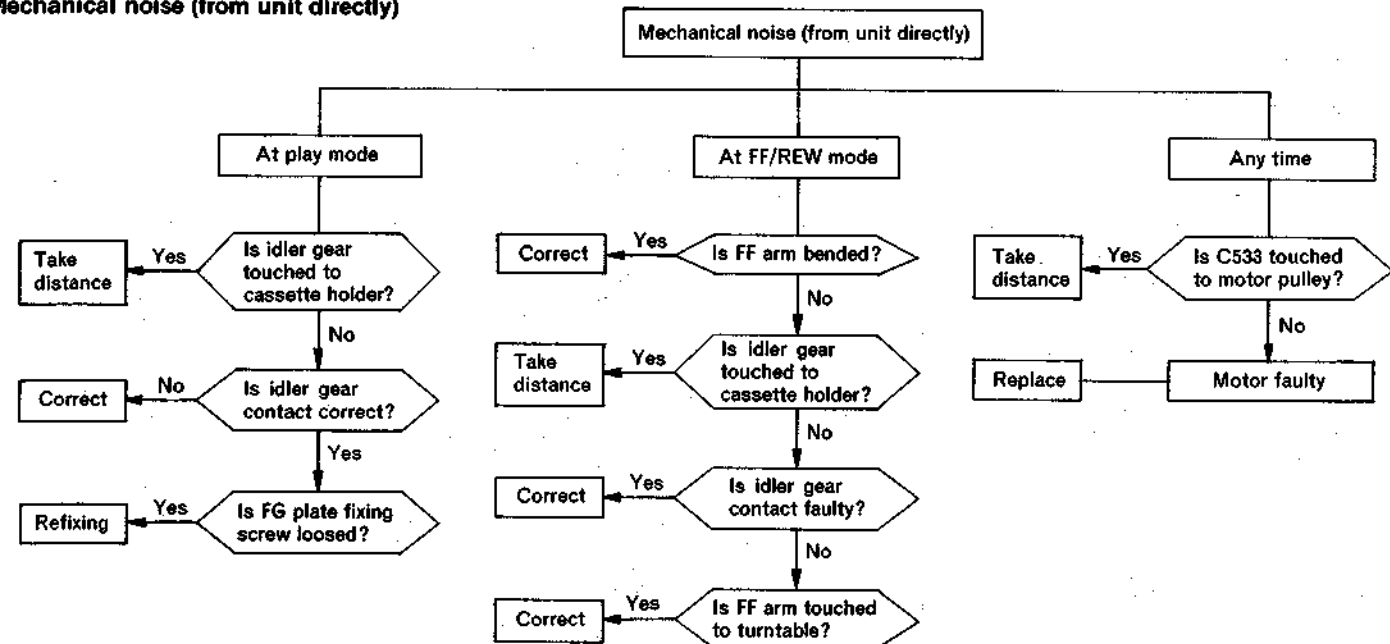 Mechanical noise (from unit directly)
Mechanical noise (from unit directly)
At play mode
Is idler gear
touched to
cassette holder?
Yes
Take
distance
No
Is idler gear
contact correct?
No
Correct
Yes
Is FG plate fixing
screw loosed?
Yes
Refixing
At FF/REW mode
Is FF arm bended?
Yes
Correct
No
Is idler gear
touched to
cassette holder?
Yes
Take
distance
No
Is idler gear
contact faulty?
Yes
Correct
No
Is FF arm touched
to turntable?
Yes
Correct
Any time
Is C533 touched
to motor pulley?
Yes
Take
distance
No
Motor faulty
Replace